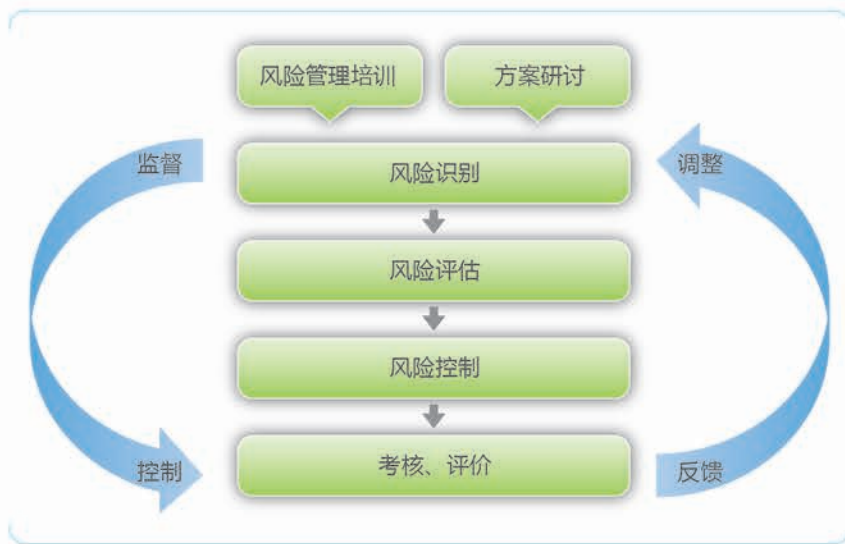 风险管理培训
方案研讨
监督
风险识别
调整
风险评估
风险控制
控制
考核、评价
反馈